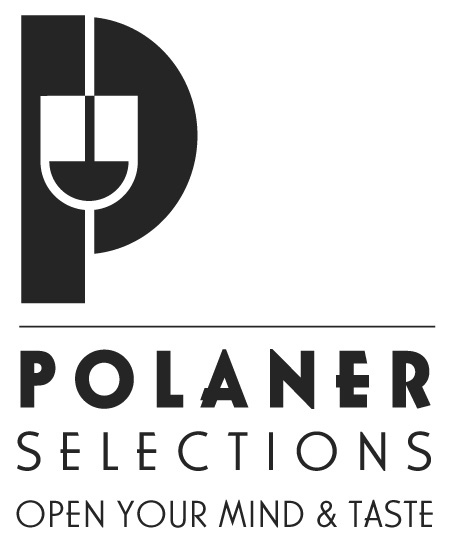 P
POLANER
SELECTIONS
OPEN YOUR MIND & TASTE